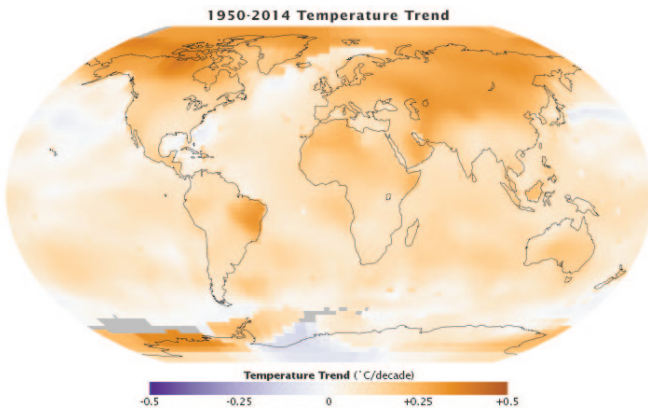 1950-2014 Temperature Trend
Temperature Trend (˚C/decade)
-0.5 -0.25 0 +0.25 +0.5